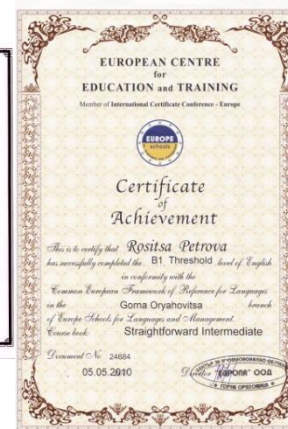 EUROPEAN CENTRE
for
EDUCATION and TRAINING
Member of International Certificate Conference - Europe
EUROPE
schools
Certificate
of
Achievement
This is to certify that Rositsa Petrova
has successfully completed the B1 Threshold level of English
in conformity with the
Common European Framework of Reference for Languages
in the Gorna Oryahovitsa branch
of Europe Schools for Languages and Management.
Course book: Straightforward Intermediate
Document No 24684
05.05.2010 Director
ООД